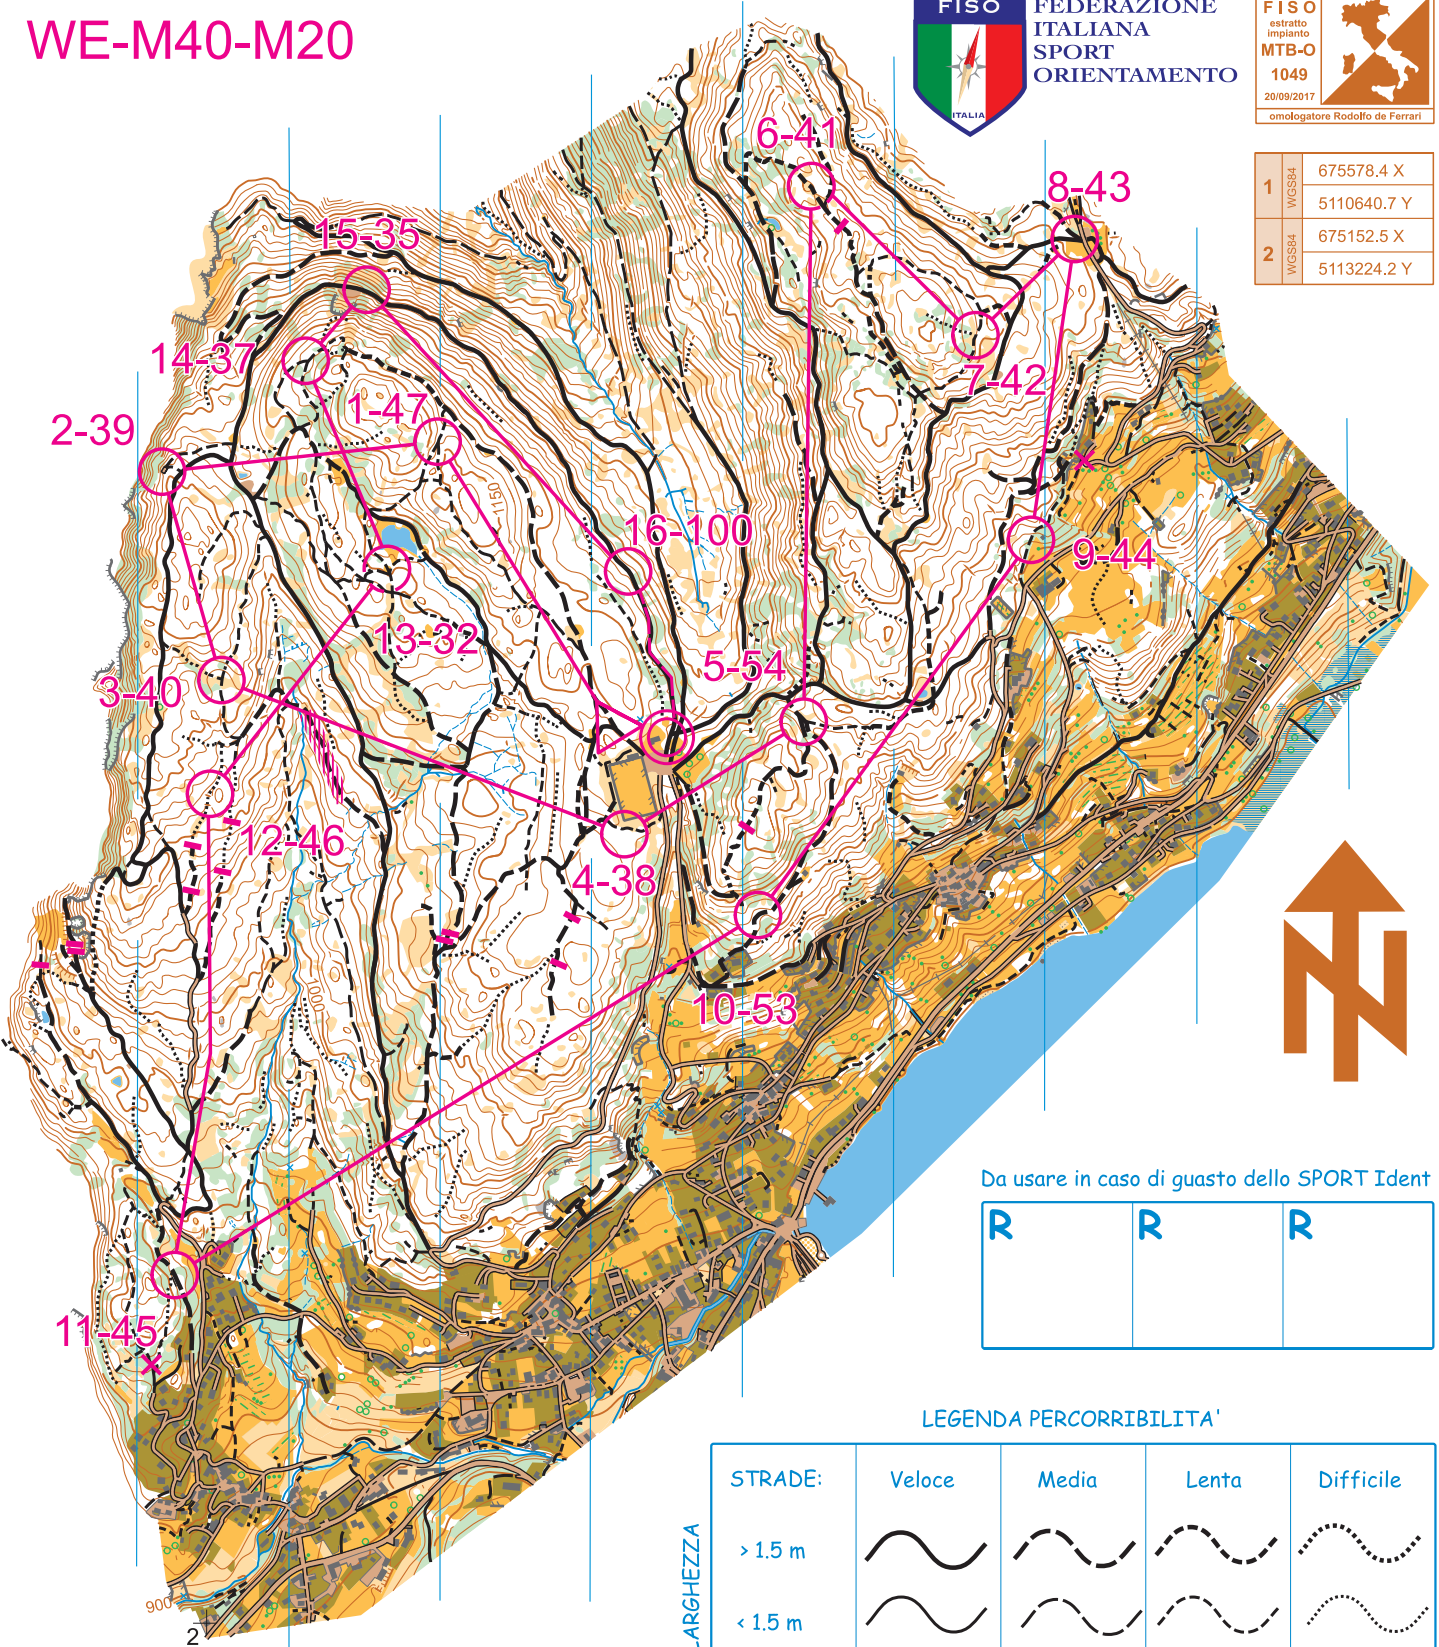 WE-M40-M20
FISO
ITALIA
FEDERAZIONE
ITALIANA
SPORT
ORIENTAMENTO
FISO
estratto
impianto
MTB-O
1049
20/09/2017
omologatore Rodolfo de Ferrari
1
WGS84
675578.4 X
5110640.7 Y
2
WGS84
675152.5 X
5113224.2 Y
6-41
8-43
15-35
14-37
7-42
1-47
2-39
1150
16-100
9-44
13-32
5-54
3-40
12-46
4-38
1000
10-53
11-45
900
2
N
Da usare in caso di guasto dello SPORT Ident
R R R
LEGENDA PERCORRIBILITA'
STRADE: Veloce Media Lenta Difficile
> 1.5 m
< 1.5 m
LARGHEZZA